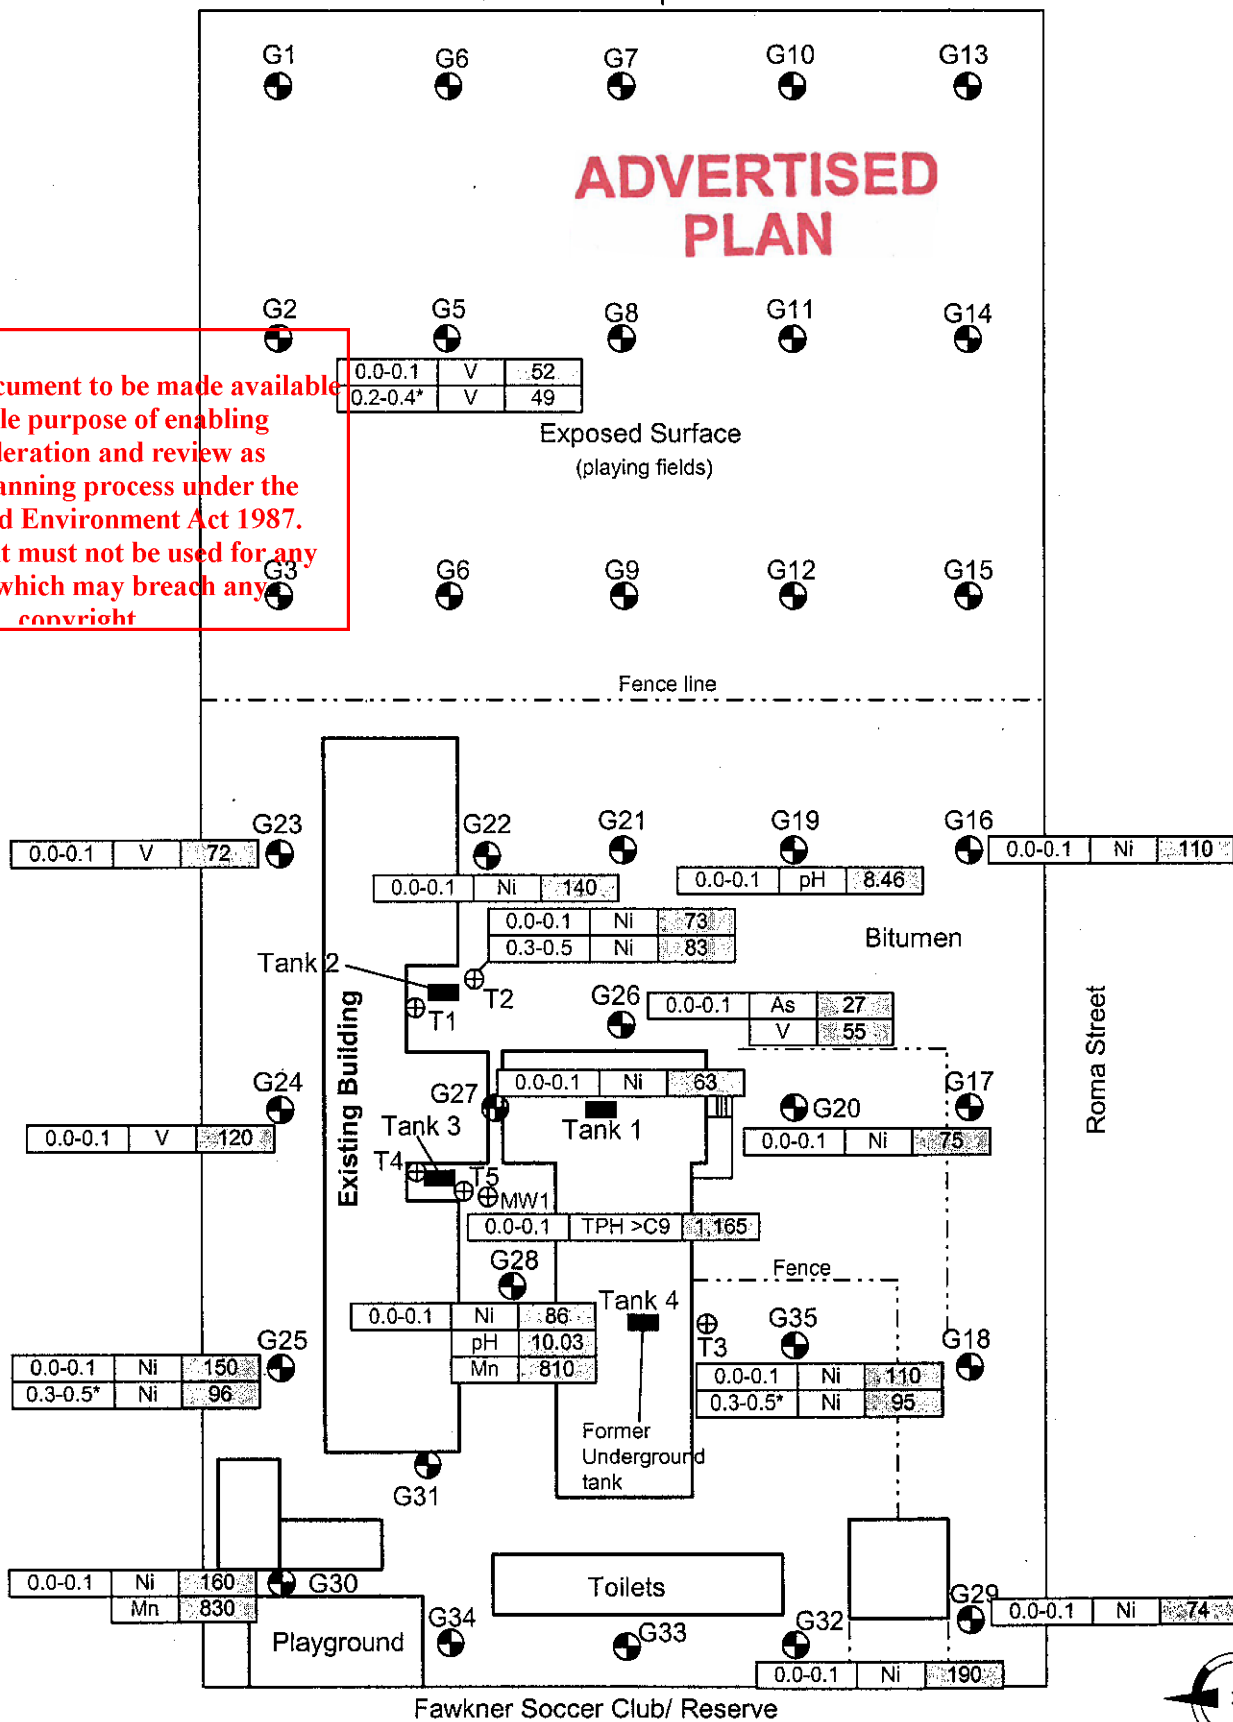 G1 G6 G7 G10 G13
ADVERTISED
PLAN
G2 G5 G8 G11 G14
0.0-0.1 V 52
0.2-0.4* V 49
cument to be made available
le purpose of enabling
leration and review as
anning process under the
d Environment Act 1987.
t must not be used for any
which may breach any
copyright
Exposed Surface
(playing fields)
G3 G6 G9 G12 G15
Fence line
G23 G22 G21 G19 G16
0.0-0.1 V 72
0.0-0.1 Ni 140
0.0-0.1 pH 8.46
0.0-0.1 Ni 110
0.0-0.1 Ni 73
0.3-0.5 Ni 83
Bitumen
Tank 2
T2
T1
G26
0.0-0.1 As 27
V 55
Existing Building
Roma Street
G24
0.0-0.1 V 120
G27
0.0-0.1 Ni 63
Tank 1
G20
G17
0.0-0.1 Ni 75
Tank 3
T4
T5
MW1
0.0-0.1 TPH >C9 1,165
G28
0.0-0.1 Ni 86
pH 10.03
Mn 810
Fence
Tank 4
T3
G35
G18
0.0-0.1 Ni 110
0.3-0.5* Ni 95
G25
0.0-0.1 Ni 150
0.3-0.5* Ni 96
Former
Underground
tank
G31
0.0-0.1 Ni 160
Mn 830
G30
Toilets
G29
0.0-0.1 Ni 74
Playground
G34
G33
G32
0.0-0.1 Ni 190
Fawkner Soccer Club/ Reserve